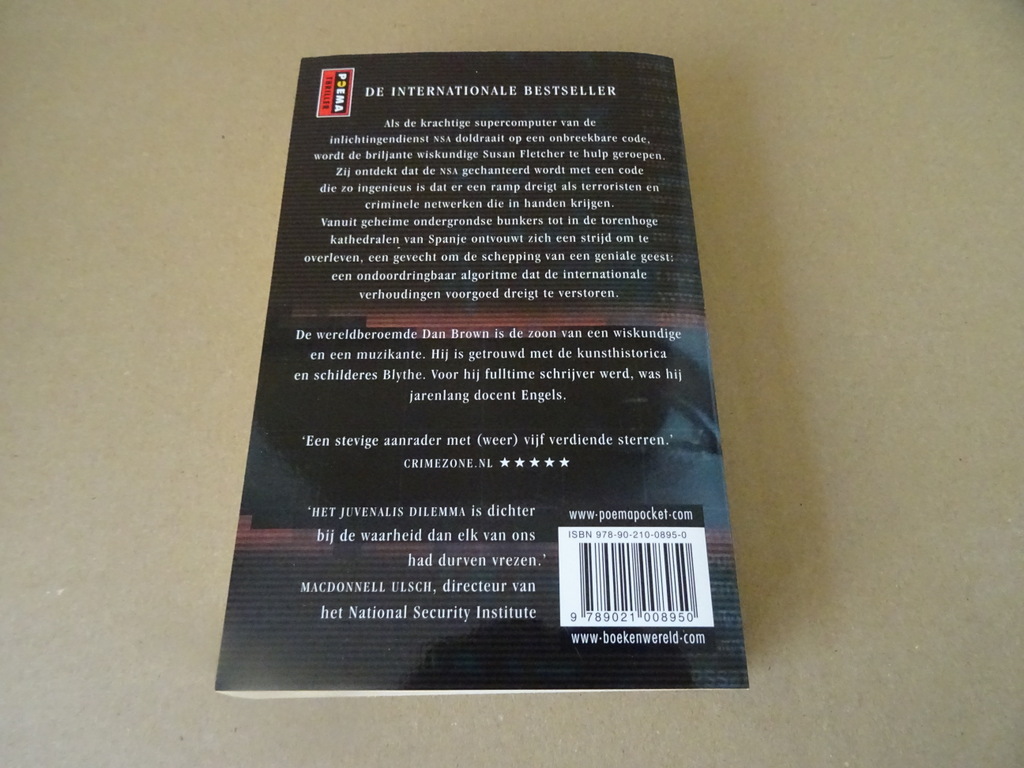 POEMA
THRILLER
DE INTERNATIONALE BESTSELLER
Als de krachtige supercomputer van de
inlichtingendienst NSA doldraait op een onbreekbare code,
wordt de briljante wiskundige Susan Fletcher te hulp geroepen.
Zij ontdekt dat de NSA gechanteerd wordt met een code
die zo ingenieus is dat er een ramp dreigt als terroristen en
criminele netwerken die in handen krijgen.
Vanuit geheime ondergrondse bunkers tot in de torenhoge
kathedralen van Spanje ontvouwt zich een strijd om te
overleven, een gevecht om de schepping van een geniale geest:
een ondoordringbaar algoritme dat de internationale
verhoudingen voorgoed dreigt te verstoren.
De wereldberoemde Dan Brown is de zoon van een wiskundige
en een muzikante. Hij is getrouwd met de kunsthistorica
en schilderes Blythe. Voor hij fulltime schrijver werd, was hij
jarenlang docent Engels.
‘Een stevige aanrader met (weer) vijf verdiende sterren.’
CRIMEZONE.NL ★★★★★
‘HET JUVENALIS DILEMMA is dichter
bij de waarheid dan elk van ons
had durven vrezen.’
MACDONNELL ULSCH, directeur van
het National Security Institute
www·poemapocket·com
ISBN 978-90-210-0895-0
9 789021 008950
www·boekenwereld·com